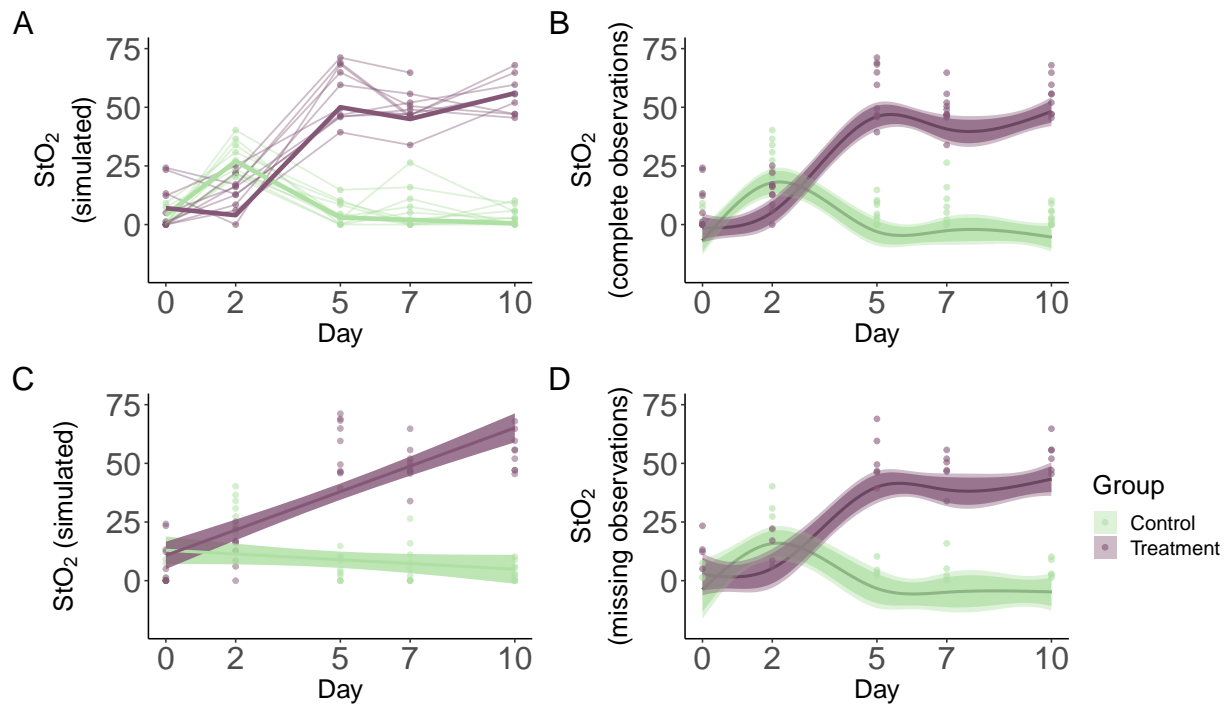 A
StO₂
(simulated)
75
50
25
0
0 2 5 7 10
Day
B
StO₂
(complete observations)
75
50
25
0
0 2 5 7 10
Day
C
StO₂ (simulated)
75
50
25
0
0 2 5 7 10
Day
D
StO₂
(missing observations)
75
50
25
0
0 2 5 7 10
Day
Group
Control
Treatment